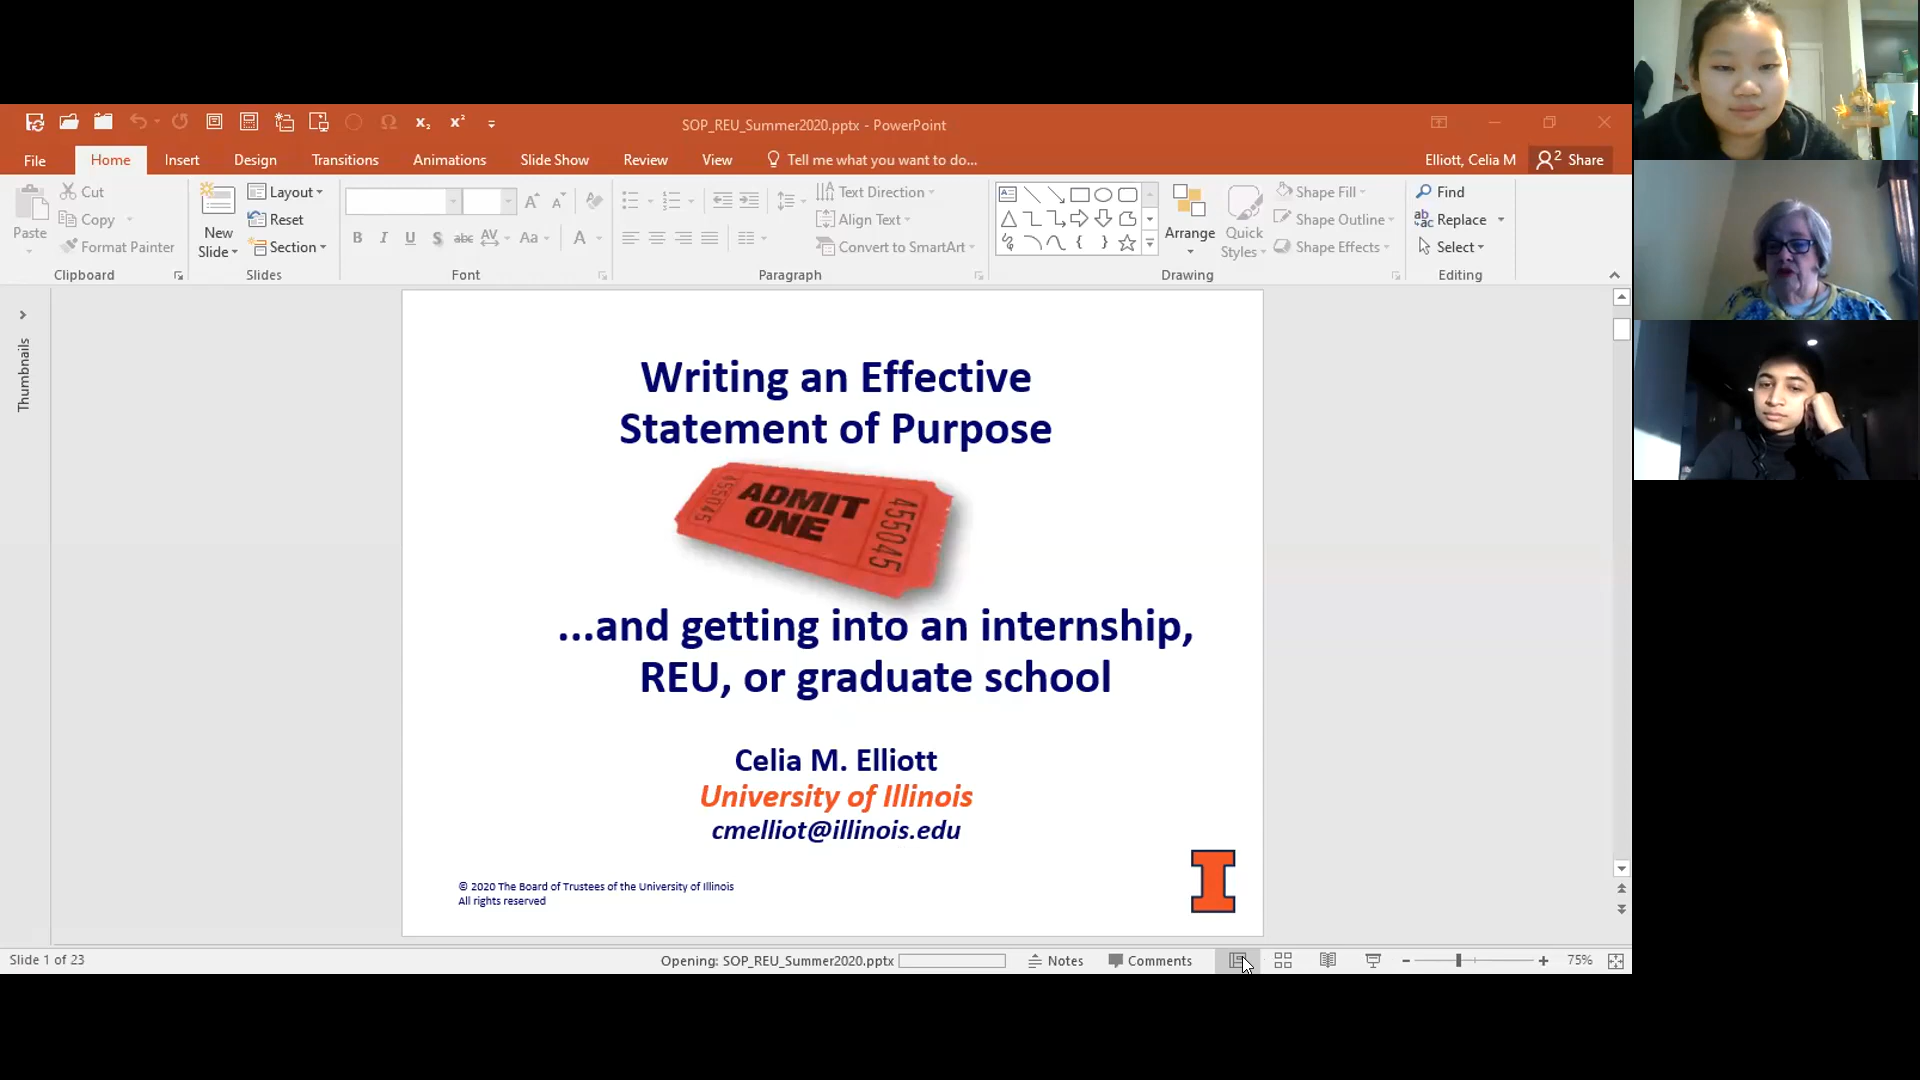 SOP_REU_Summer2020.pptx - PowerPoint
File Home Insert Design Transitions Animations Slide Show Review View Tell me what you want to do... Elliott, Celia M Share
Paste
Cut
Copy
Format Painter
Clipboard
New
Slide
Layout
Reset
Section
Slides
B I U S abc AV Aa A
Font
Text Direction
Align Text
Convert to SmartArt
Paragraph
Arrange
Quick
Styles
Shape Fill
Shape Outline
Shape Effects
Drawing
Find
Replace
Select
Editing
Thumbnails
Writing an Effective
Statement of Purpose
455045
ADMIT
ONE
455045
...and getting into an internship,
REU, or graduate school
Celia M. Elliott
University of Illinois
cmelliot@illinois.edu
© 2020 The Board of Trustees of the University of Illinois
All rights reserved
I
Slide 1 of 23 Opening: SOP_REU_Summer2020.pptx Notes Comments 75%